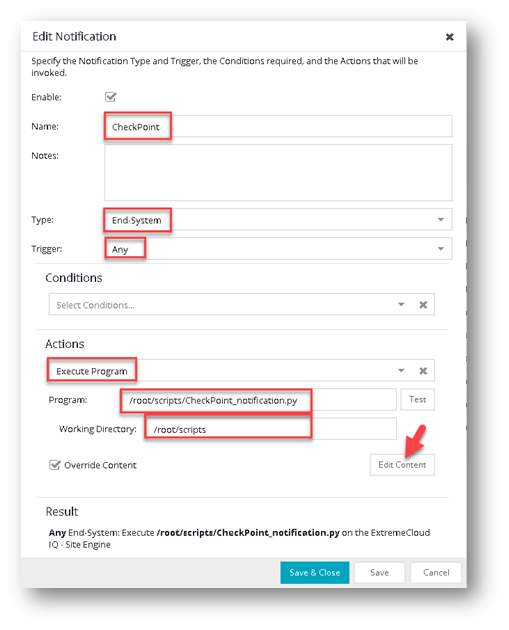 Edit Notification
Specify the Notification Type and Trigger, the Conditions required, and the Actions that will be
invoked.
Enable:
Name: CheckPoint
Notes:
Type: End-System
Trigger: Any
Conditions
Select Conditions...
Actions
Execute Program
Program: /root/scripts/CheckPoint_notification.py Test
Working Directory: /root/scripts
Override Content Edit Content
Result
Any End-System: Execute /root/scripts/CheckPoint_notification.py on the ExtremeCloud
IQ - Site Engine
Save & Close Save Cancel